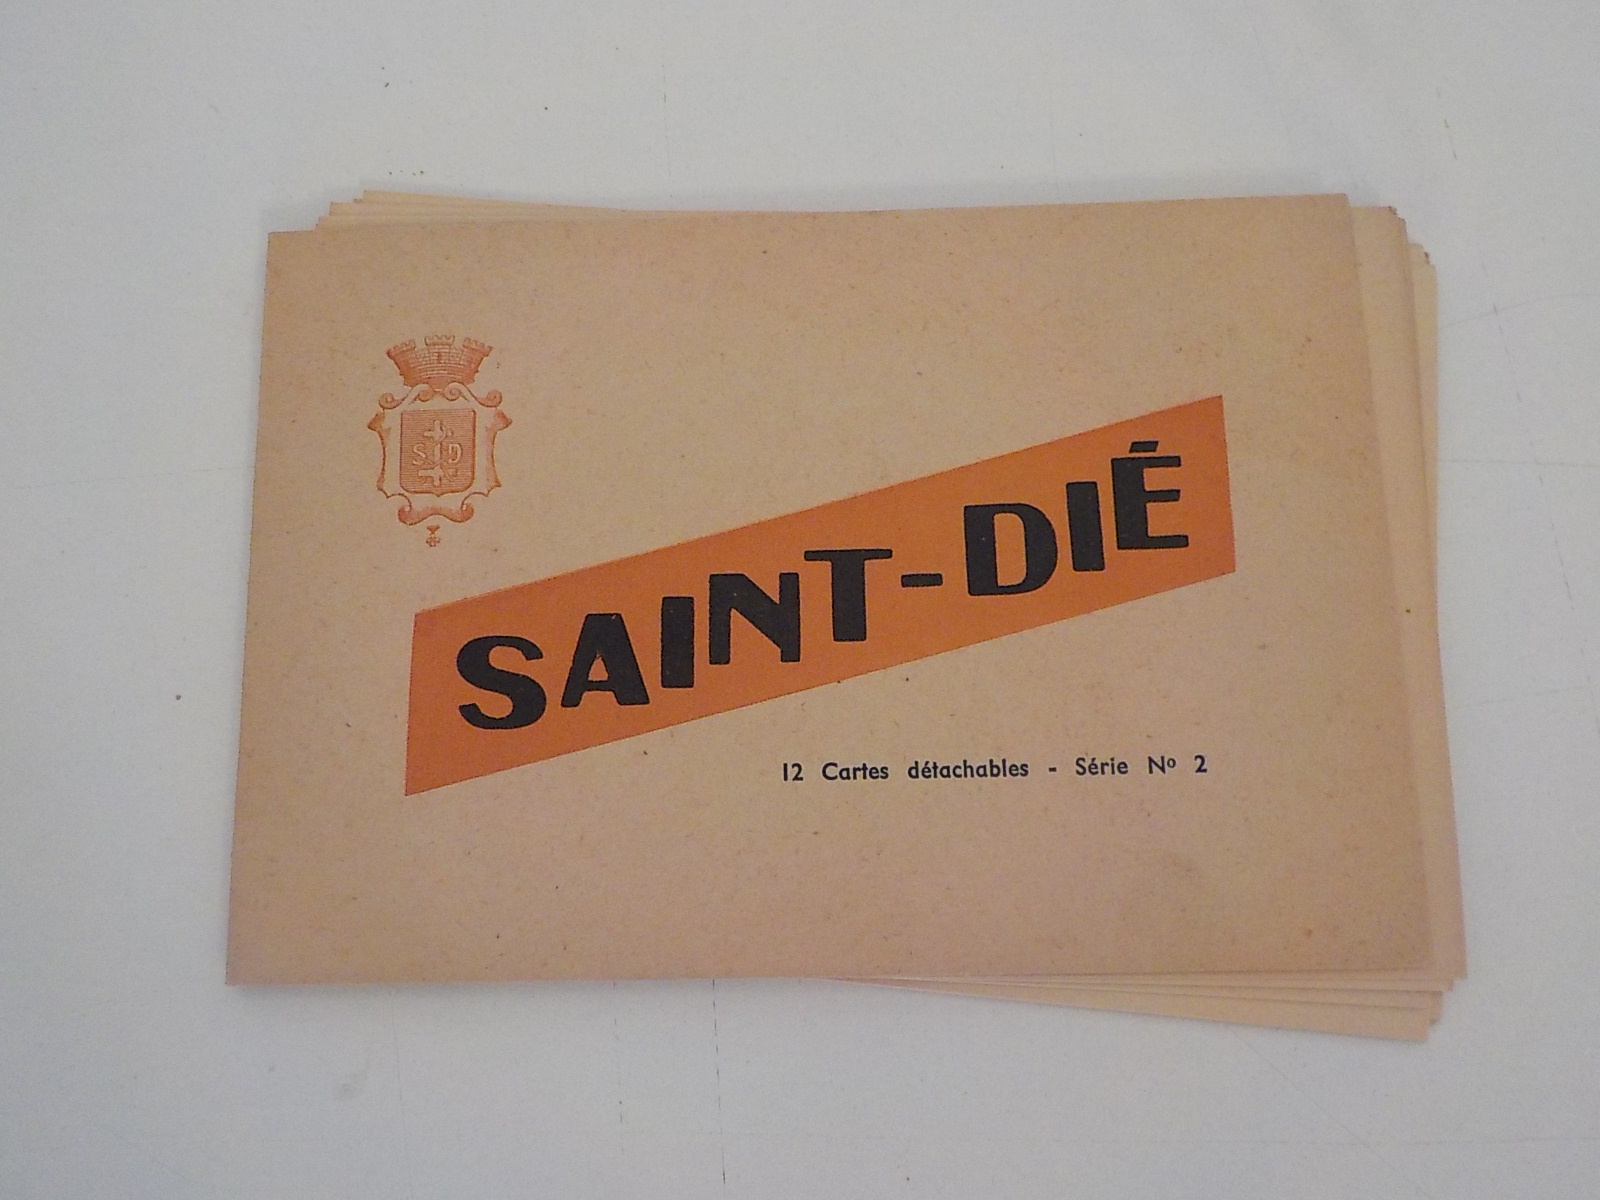 S D
SAINT-DIÉ
12 Cartes détachables - Série Nº 2